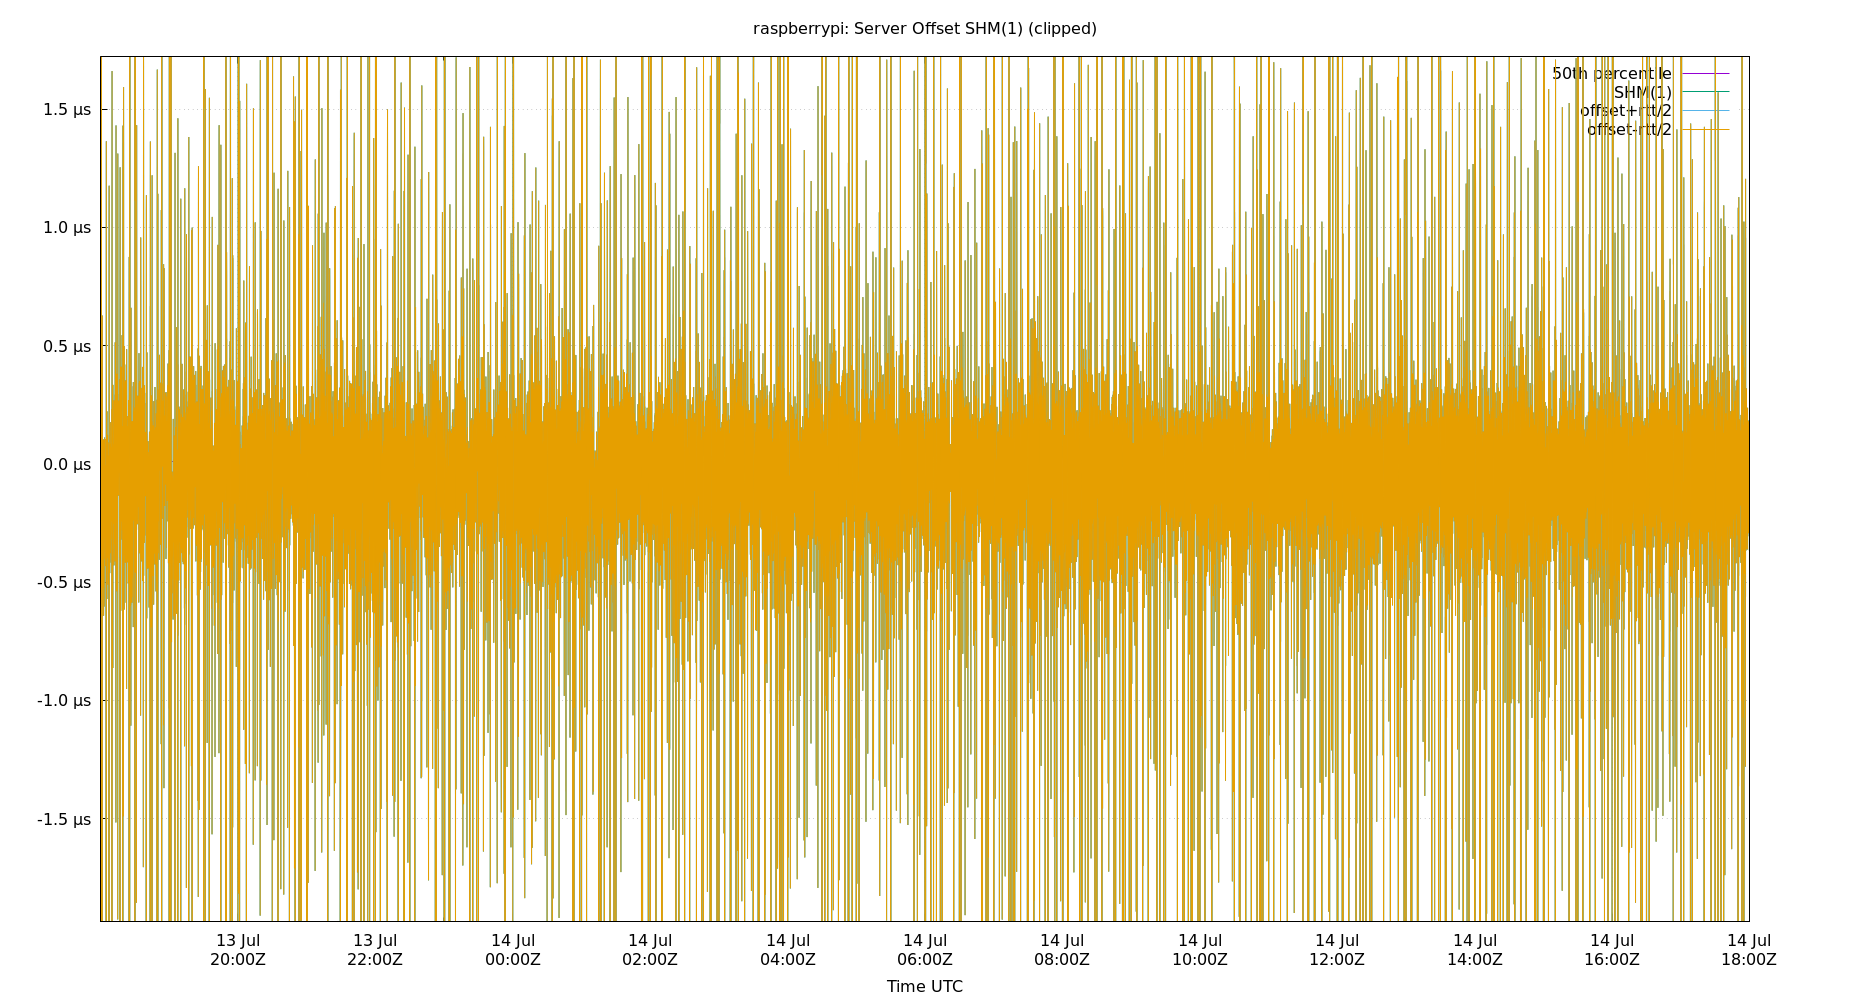 raspberrypi: Server Offset SHM(1) (clipped)
50th percentile
SHM(1)
offset+rtt/2
offset-rtt/2
1.5 µs
1.0 µs
0.5 µs
0.0 µs
-0.5 µs
-1.0 µs
-1.5 µs
13 Jul 13 Jul 14 Jul 14 Jul 14 Jul 14 Jul 14 Jul 14 Jul 14 Jul 14 Jul 14 Jul 14 Jul
20:00Z 22:00Z 00:00Z 02:00Z 04:00Z 06:00Z 08:00Z 10:00Z 12:00Z 14:00Z 16:00Z 18:00Z
Time UTC